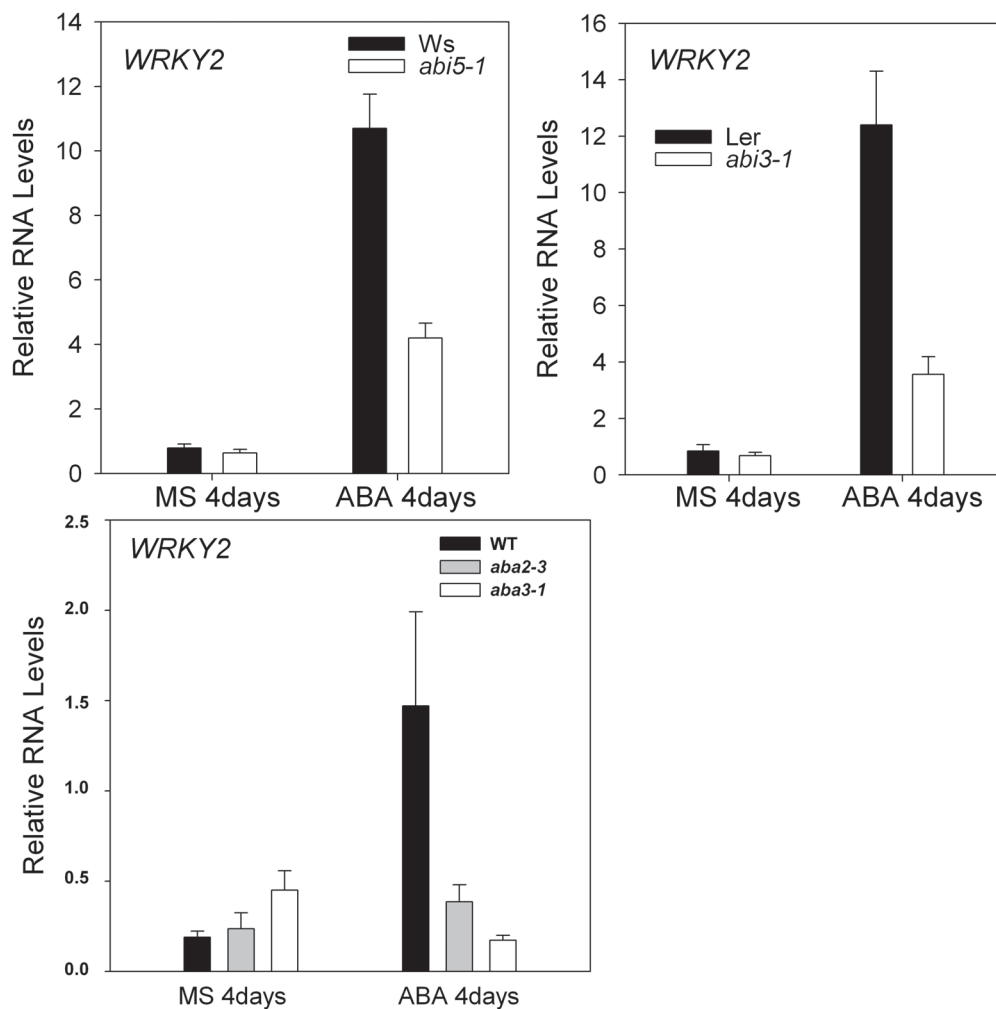 WRKY2
Ws
abi5-1
Relative RNA Levels
14
12
10
8
6
4
2
0
MS 4days ABA 4days
WRKY2
Ler
abi3-1
Relative RNA Levels
16
14
12
10
8
6
4
2
0
MS 4days ABA 4days
WRKY2
WT
aba2-3
aba3-1
Relative RNA Levels
2.5
2.0
1.5
1.0
0.5
0.0
MS 4days ABA 4days